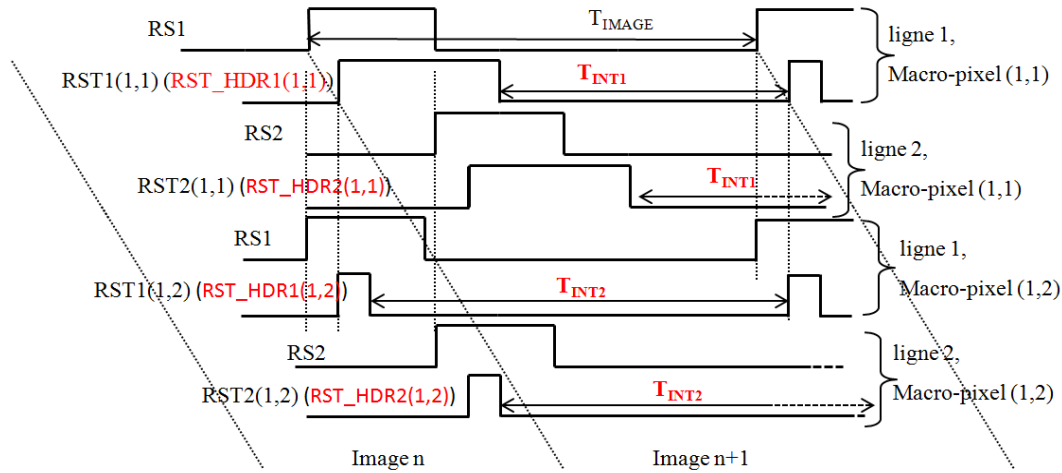 RS1
T_IMAGE
ligne 1,
Macro-pixel (1,1)
RST1(1,1) (RST_HDR1(1,1))
T_INT1
RS2
ligne 2,
Macro-pixel (1,1)
RST2(1,1) (RST_HDR2(1,1))
T_INT1
RS1
ligne 1,
Macro-pixel (1,2)
RST1(1,2) (RST_HDR1(1,2))
T_INT2
RS2
ligne 2,
Macro-pixel (1,2)
RST2(1,2) (RST_HDR2(1,2))
T_INT2
Image n
Image n+1